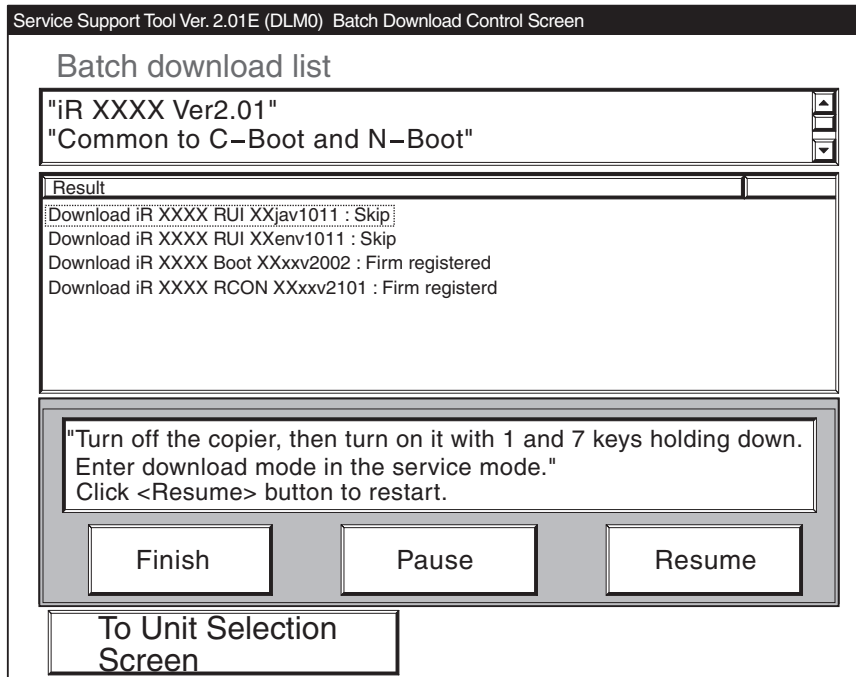 Service Support Tool Ver. 2.01E (DLM0)  Batch Download Control Screen
Batch download list
"iR XXXX Ver2.01"
"Common to C−Boot and N−Boot"
Result
Download iR XXXX RUI XXjav1011 : Skip
Download iR XXXX RUI XXenv1011 : Skip
Download iR XXXX Boot XXxxv2002 : Firm registered
Download iR XXXX RCON XXxxv2101 : Firm registerd
"Turn off the copier, then turn on it with 1 and 7 keys holding down.
Enter download mode in the service mode."
Click <Resume> button to restart.
Finish
Pause
Resume
To Unit Selection
Screen